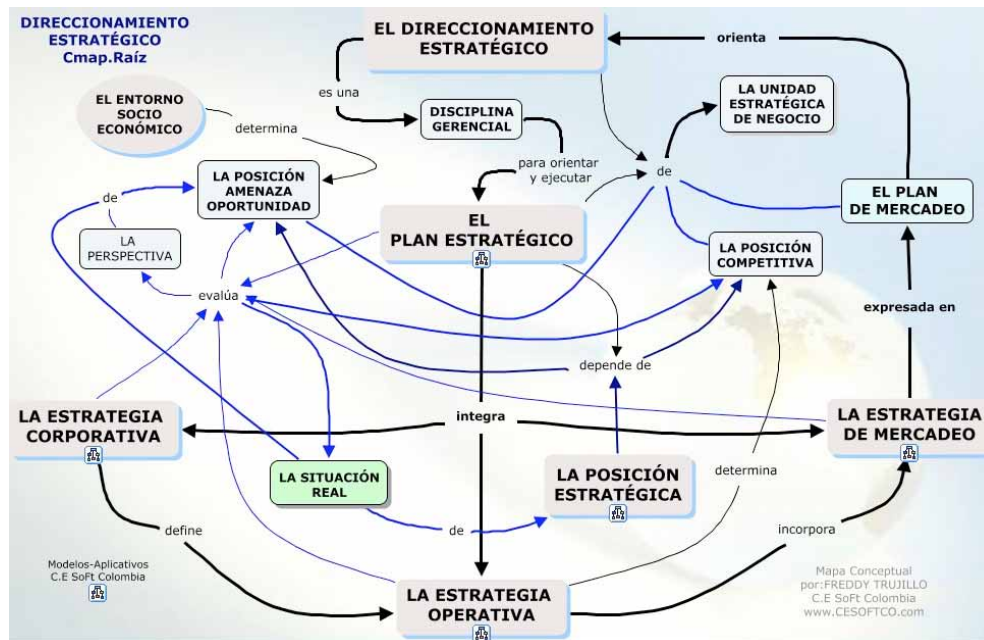 DIRECCIONAMIENTO
ESTRATÉGICO
Cmap.Raíz
EL DIRECCIONAMIENTO
ESTRATÉGICO
orienta
es una
EL ENTORNO
SOCIO
ECONÓMICO
determina
DISCIPLINA
GERENCIAL
LA UNIDAD
ESTRATÉGICA
DE NEGOCIO
para orientar
y ejecutar
de
LA POSICIÓN
AMENAZA
OPORTUNIDAD
de
EL PLAN
DE MERCADEO
EL
PLAN ESTRATÉGICO
LA
PERSPECTIVA
LA POSICIÓN
COMPETITIVA
evalúa
expresada en
depende de
LA ESTRATEGIA
CORPORATIVA
integra
LA ESTRATEGIA
DE MERCADEO
LA SITUACIÓN
REAL
LA POSICIÓN
ESTRATÉGICA
determina
define
de
incorpora
Modelos-Aplicativos
C.E SoFt Colombia
LA ESTRATEGIA
OPERATIVA
Mapa Conceptual
por:FREDDY TRUJILLO
C.E SoFt Colombia
www.CESOFTCO.com